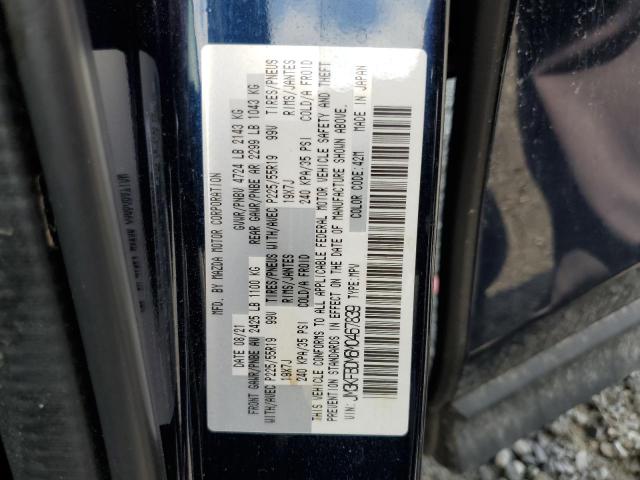 MFD. BY MAZDA MOTOR CORPORATION
DATE 08/21 GVWR/PNBV 4724 LB 2143 KG
FRONT GAWR/PNBE AV 2425 LB 1100 KG REAR GAWR/PNBE AR 2299 LB 1043 KG
WITH/AVEC P225/55R19 99V TIRES/PNEUS WITH/AVEC P225/55R19 99V TIRES/PNEUS
19X7J RIMS/JANTES 19X7J RIMS/JANTES
240 KPA/35 PSI COLD/A FROID 240 KPA/35 PSI COLD/A FROID
THIS VEHICLE CONFORMS TO ALL APPLICABLE FEDERAL MOTOR VEHICLE SAFETY AND THEFT
PREVENTION STANDARDS IN EFFECT ON THE DATE OF MANUFACTURE SHOWN ABOVE.
VIN: JM3KFBDM6M0467839 TYPE:MPV COLOR CODE: 42M MADE IN JAPAN